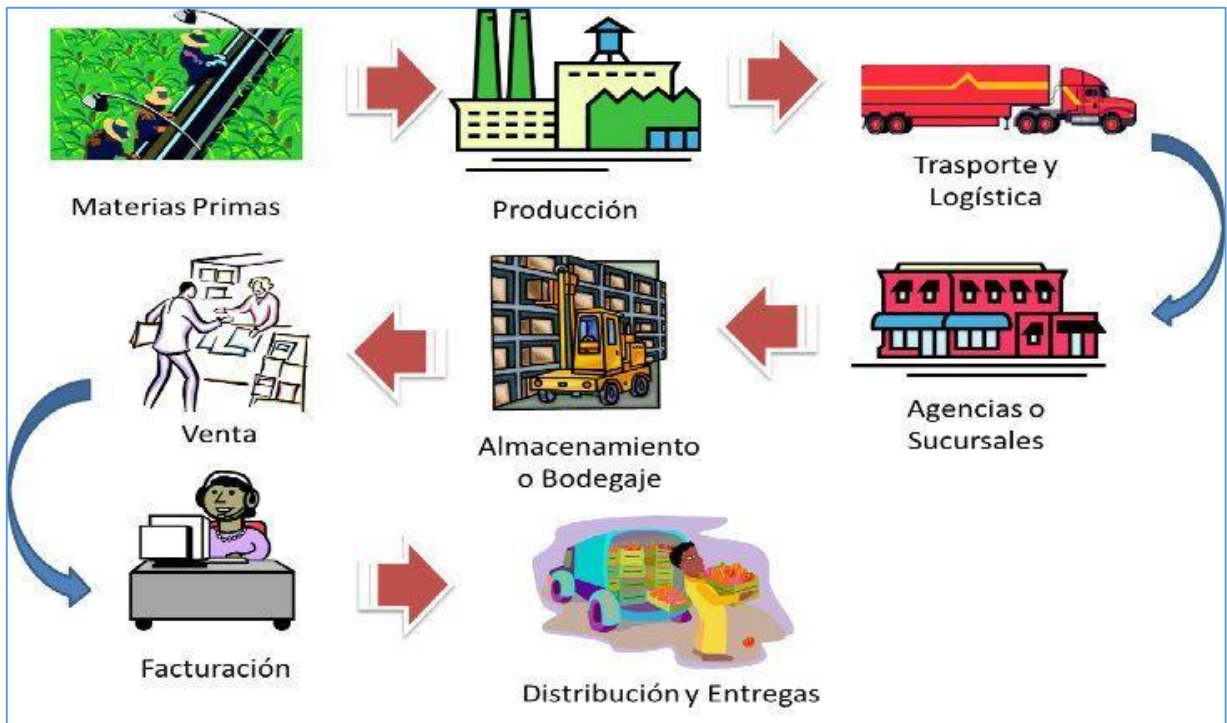 Materias Primas
Producción
Trasporte y
Logística
Agencias o
Sucursales
Almacenamiento
o Bodegaje
Venta
Facturación
Distribución y Entregas